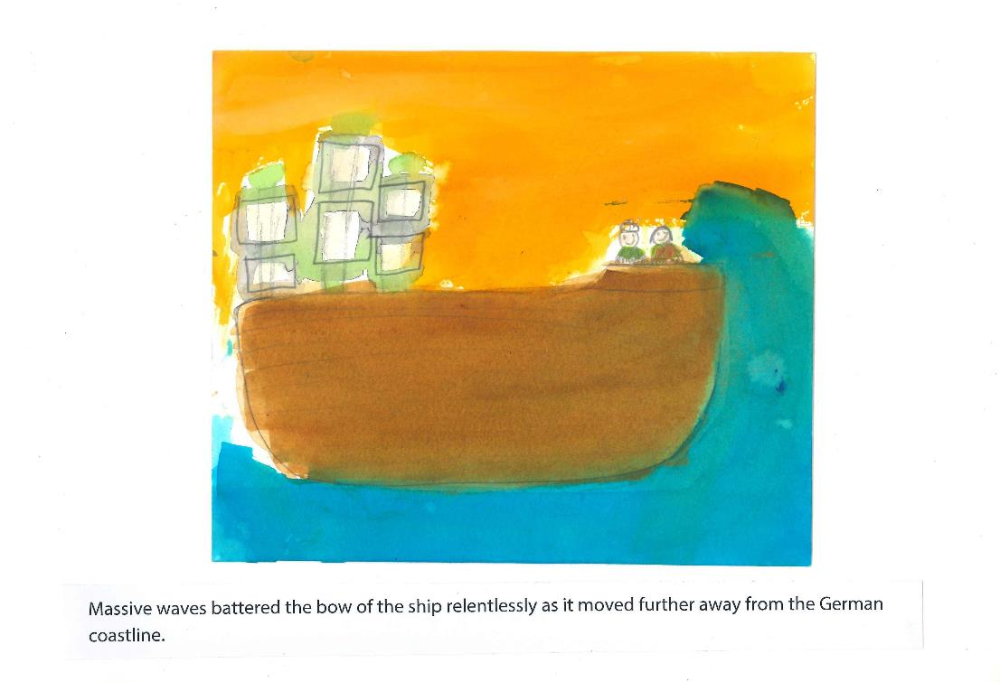 Massive waves battered the bow of the ship relentlessly as it moved further away from the German
coastline.